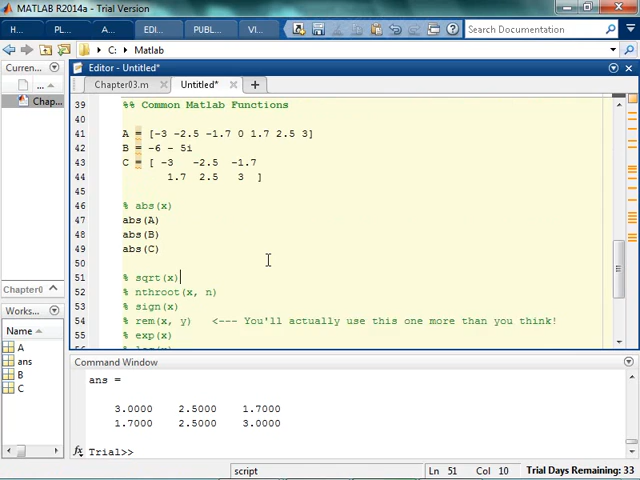 MATLAB R2014a - Trial Version
H... PL... A... EDI... PUBL... VI... Search Documentation
C: Matlab
Curren... Editor - Untitled*
... Chapter03.m Untitled*
Chap...
39 %% Common Matlab Functions
40
41 A = [-3 -2.5 -1.7 0 1.7 2.5 3]
42 B = -6 - 5i
43 C = [ -3 -2.5 -1.7
44 1.7 2.5 3 ]
45
46 % abs(x)
47 abs(A)
48 abs(B)
49 abs(C)
50
51 % sqrt(x)
52 % nthroot(x, n)
53 % sign(x)
54 % rem(x, y) <--- You'll actually use this one more than you think!
55 % exp(x)
Chapter0
Works...
Name
A
ans
B
C
Command Window
ans =
3.0000 2.5000 1.7000
1.7000 2.5000 3.0000
fx Trial>>
script Ln 51 Col 10 Trial Days Remaining: 33